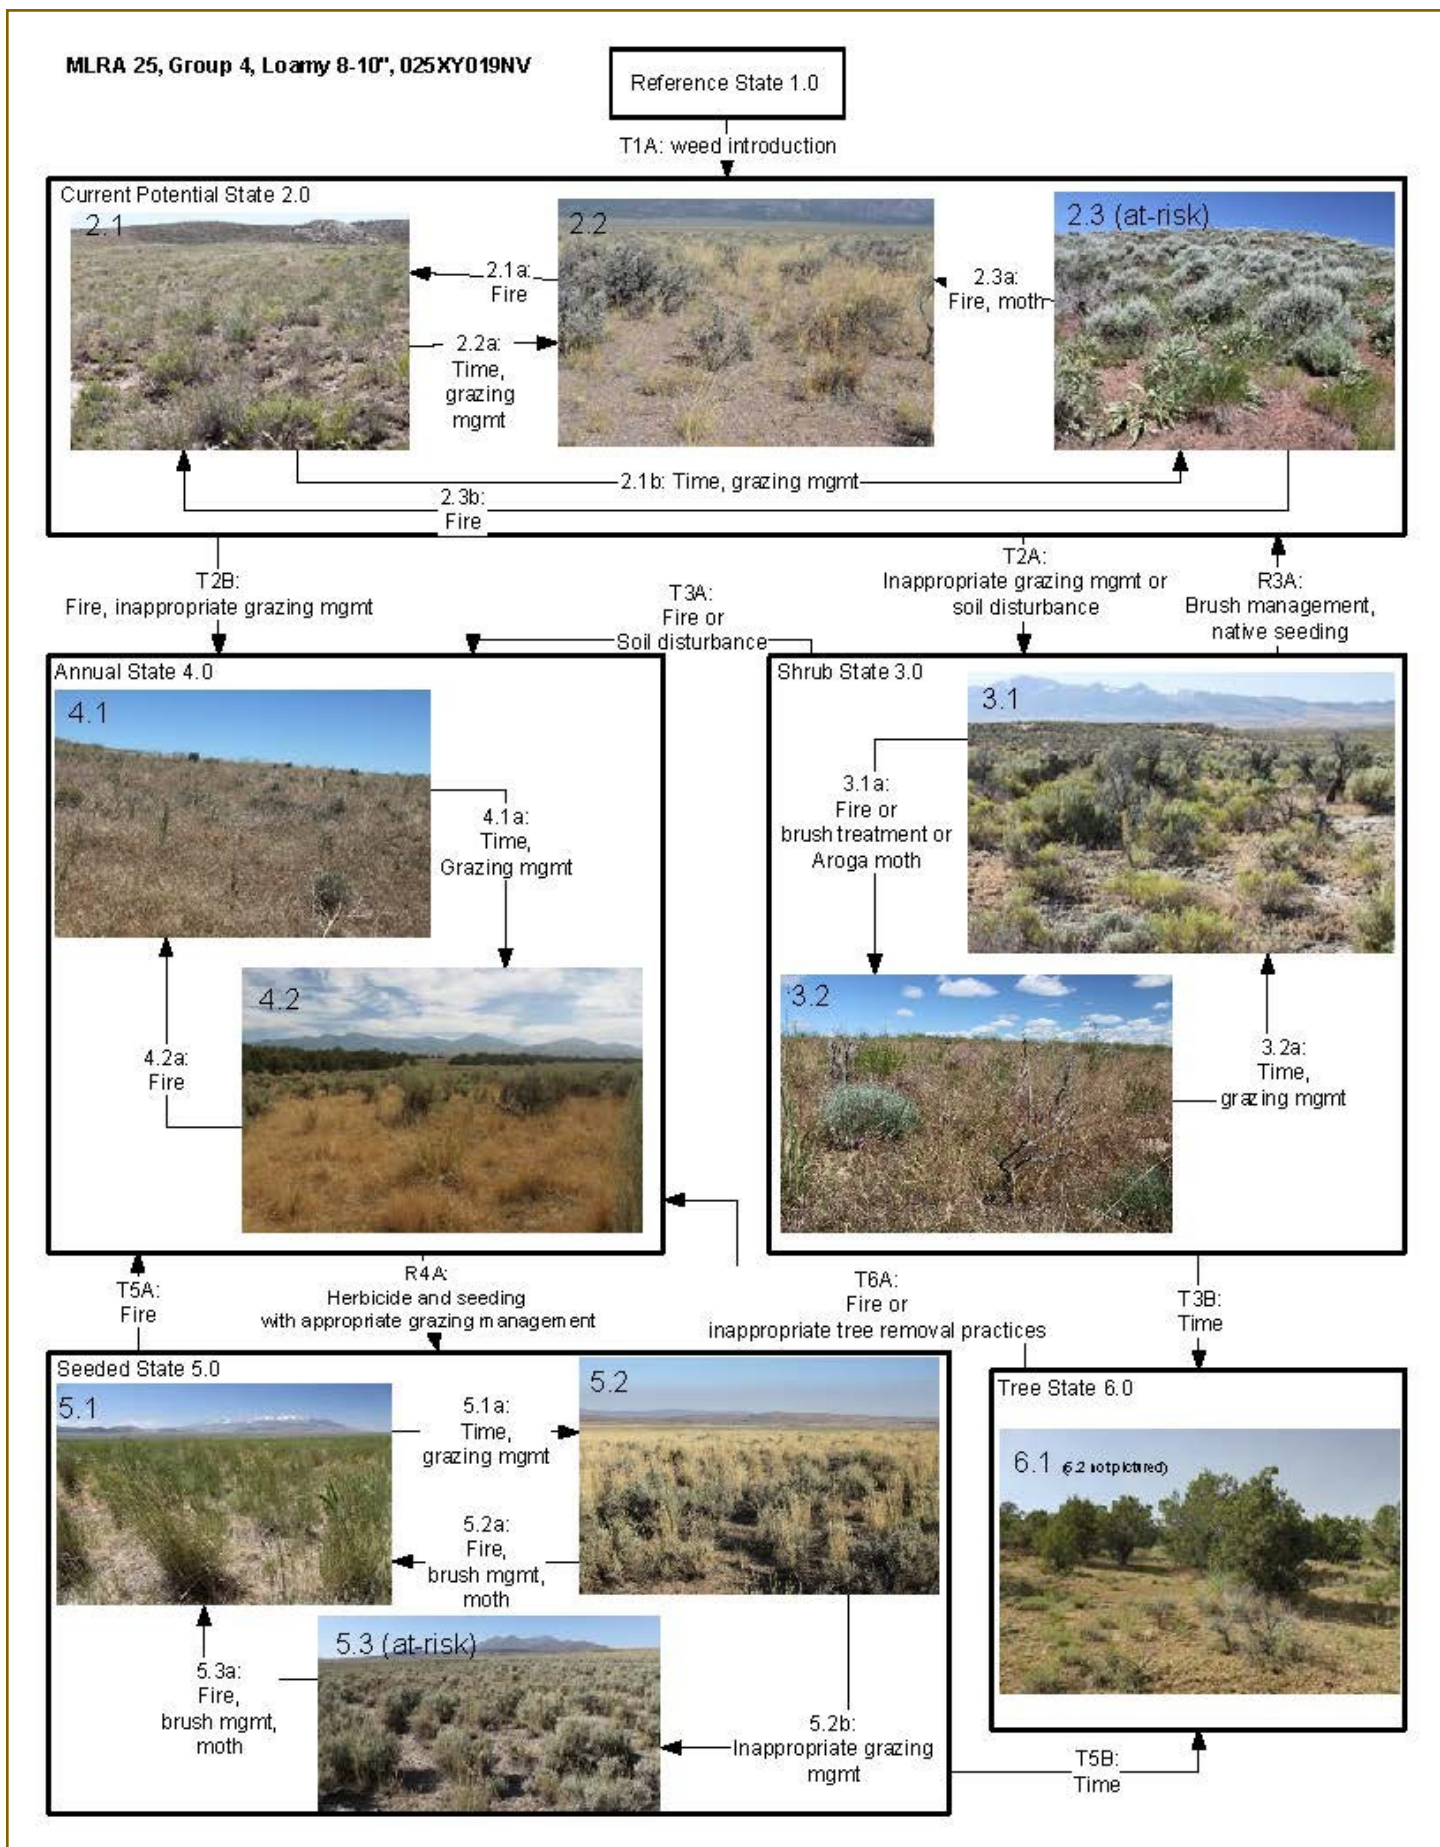 MLRA 25, Group 4, Loamy 8-10", 025XY019NV
Reference State 1.0
T1A: weed introduction
Current Potential State 2.0
2.1
2.2
2.3 (at-risk)
2.1a:
Fire
2.3a:
Fire, moth
2.2a:
Time,
grazing
mgmt
2.1b: Time, grazing mgmt
2.3b:
Fire
T2B:
Fire, inappropriate grazing mgmt
T3A:
Fire or
Soil disturbance
T2A:
Inappropriate grazing mgmt or
soil disturbance
R3A:
Brush management,
native seeding
Annual State 4.0
4.1
4.1a:
Time,
Grazing mgmt
4.2
4.2a:
Fire
Shrub State 3.0
3.1
3.1a:
Fire or
brush treatment or
Aroga moth
3.2
3.2a:
Time,
grazing mgmt
T5A:
Fire
R4A:
Herbicide and seeding
with appropriate grazing management
T6A:
Fire or
inappropriate tree removal practices
T3B:
Time
Seeded State 5.0
5.1
5.1a:
Time,
grazing mgmt
5.2
5.2a:
Fire,
brush mgmt,
moth
5.3 (at-risk)
5.3a:
Fire,
brush mgmt,
moth
5.2b:
Inappropriate grazing
mgmt
Tree State 6.0
6.1 (6.2 not pictured)
T5B:
Time